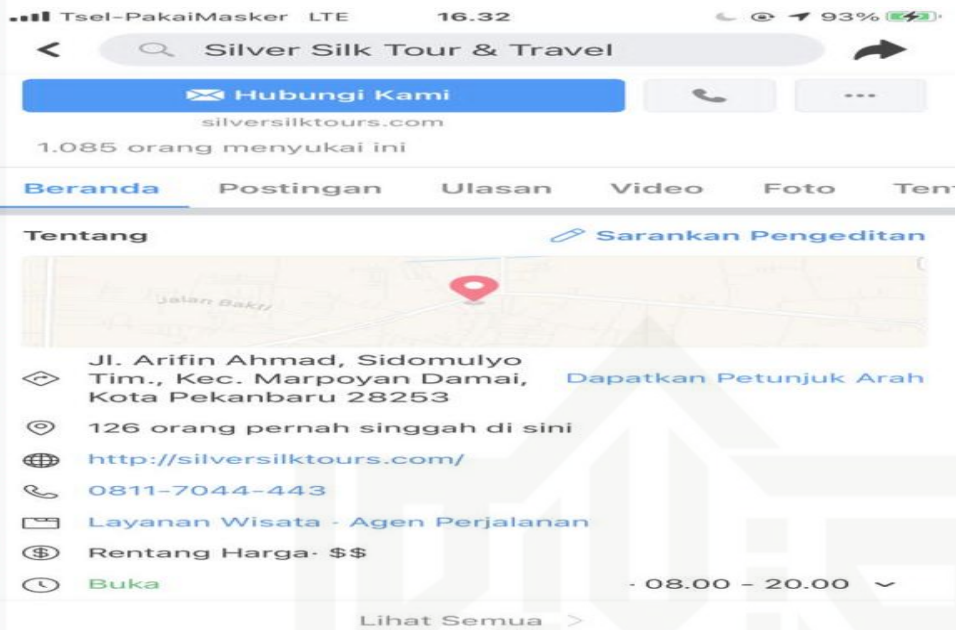 Tsel-PakaiMasker LTE 16.32 93%
Silver Silk Tour & Travel
Hubungi Kami
silversilktours.com
1.085 orang menyukai ini
Beranda Postingan Ulasan Video Foto Ten
Tentang Sarankan Pengeditan
Jalan Bakti
Jl. Arifin Ahmad, Sidomulyo
Tim., Kec. Marpoyan Damai,
Kota Pekanbaru 28253
Dapatkan Petunjuk Arah
126 orang pernah singgah di sini
http://silversilktours.com/
0811-7044-443
Layanan Wisata · Agen Perjalanan
Rentang Harga· $$
Buka · 08.00 - 20.00
Lihat Semua >